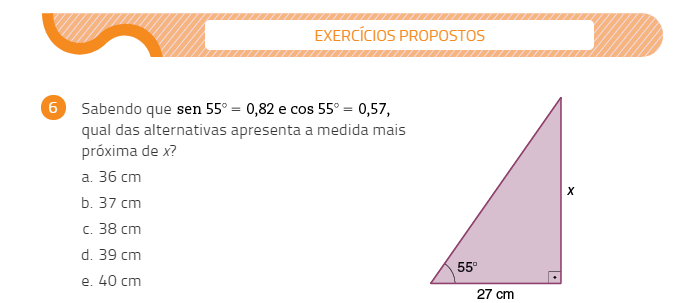 EXERCÍCIOS PROPOSTOS
6 Sabendo que sen 55° = 0,82 e cos 55° = 0,57,
qual das alternativas apresenta a medida mais
próxima de x?
a. 36 cm
b. 37 cm
c. 38 cm
d. 39 cm
e. 40 cm
x
55°
27 cm